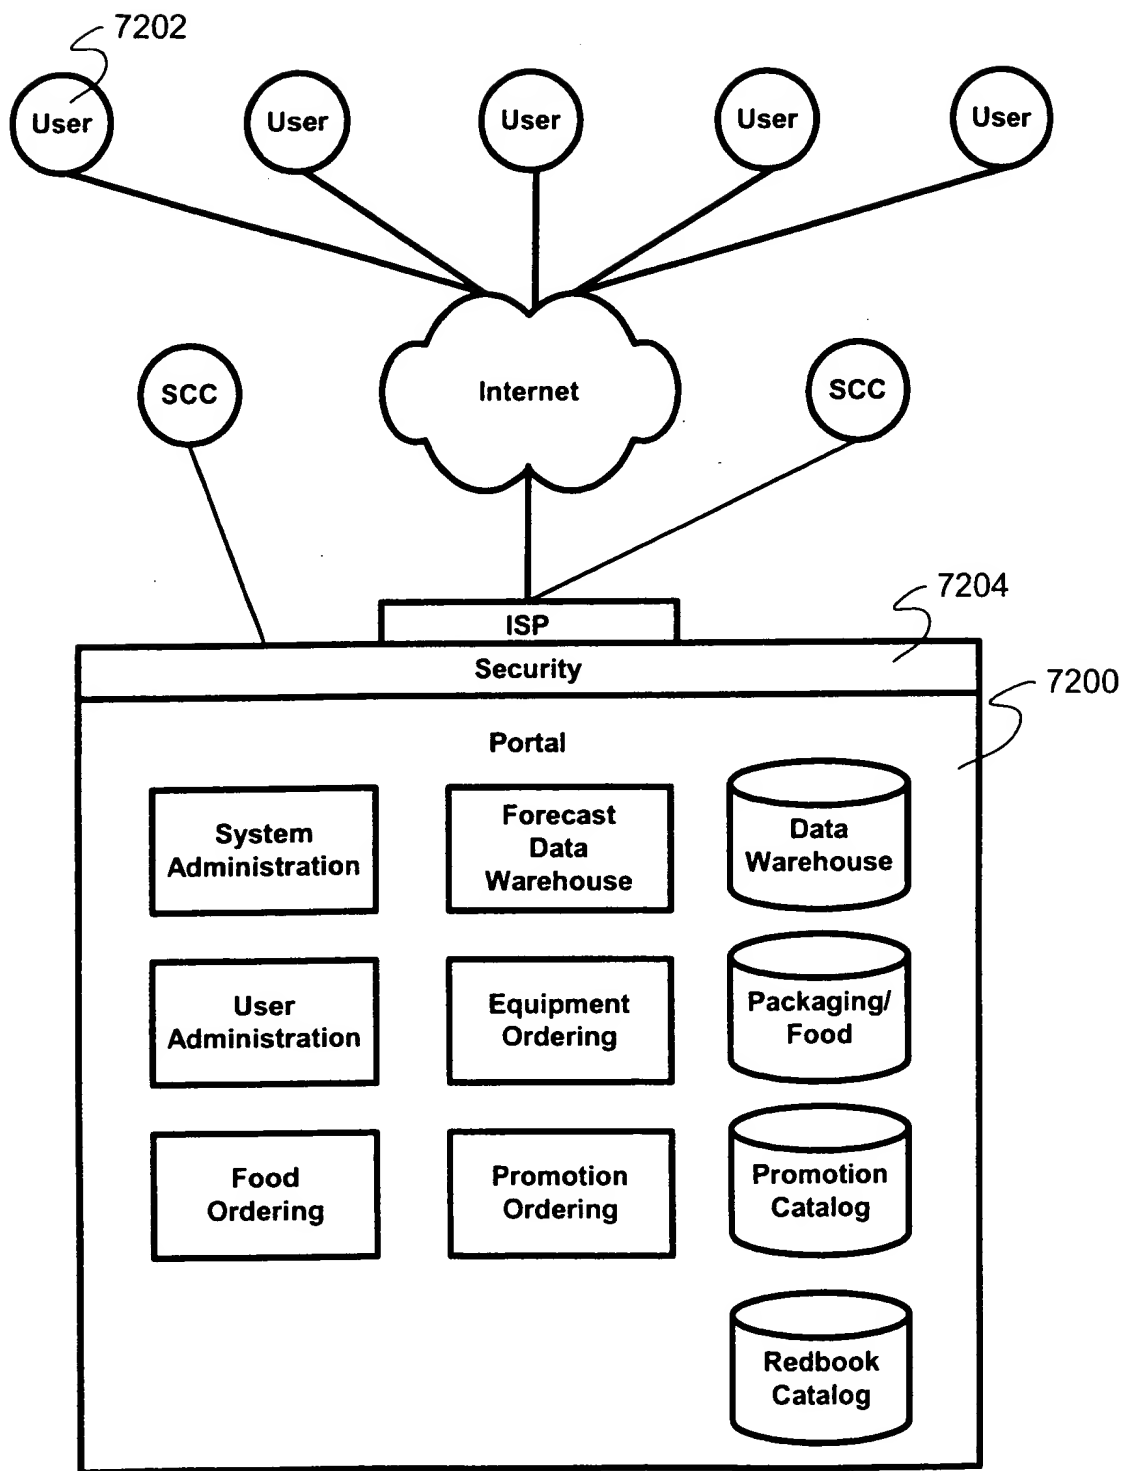 7202
User
User
User
User
User
SCC
Internet
SCC
7204
ISP
Security
7200
Portal
System
Administration
Forecast
Data
Warehouse
Data
Warehouse
User
Administration
Equipment
Ordering
Packaging/
Food
Food
Ordering
Promotion
Ordering
Promotion
Catalog
Redbook
Catalog